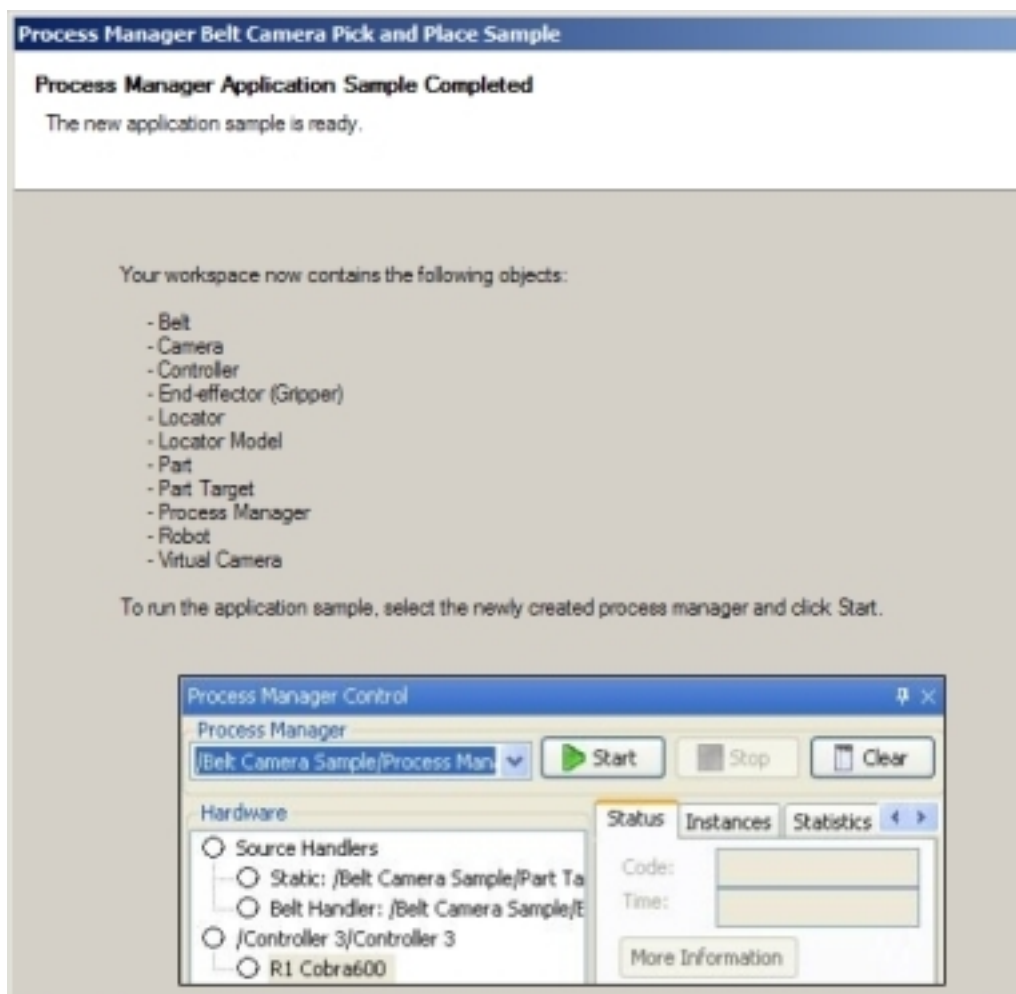 Process Manager Belt Camera Pick and Place Sample
Process Manager Application Sample Completed
The new application sample is ready.
Your workspace now contains the following objects:
- Belt
- Camera
- Controller
- End-effector (Gripper)
- Locator
- Locator Model
- Part
- Part Target
- Process Manager
- Robot
- Virtual Camera
To run the application sample, select the newly created process manager and click Start.
Process Manager Control
Process Manager
/Belt Camera Sample/Process Man
Start
Stop
Clear
Hardware
Status
Instances
Statistics
Source Handlers
Static: /Belt Camera Sample/Part Ta
Belt Handler: /Belt Camera Sample/B
/Controller 3/Controller 3
R1 Cobra600
Code:
Time:
More Information